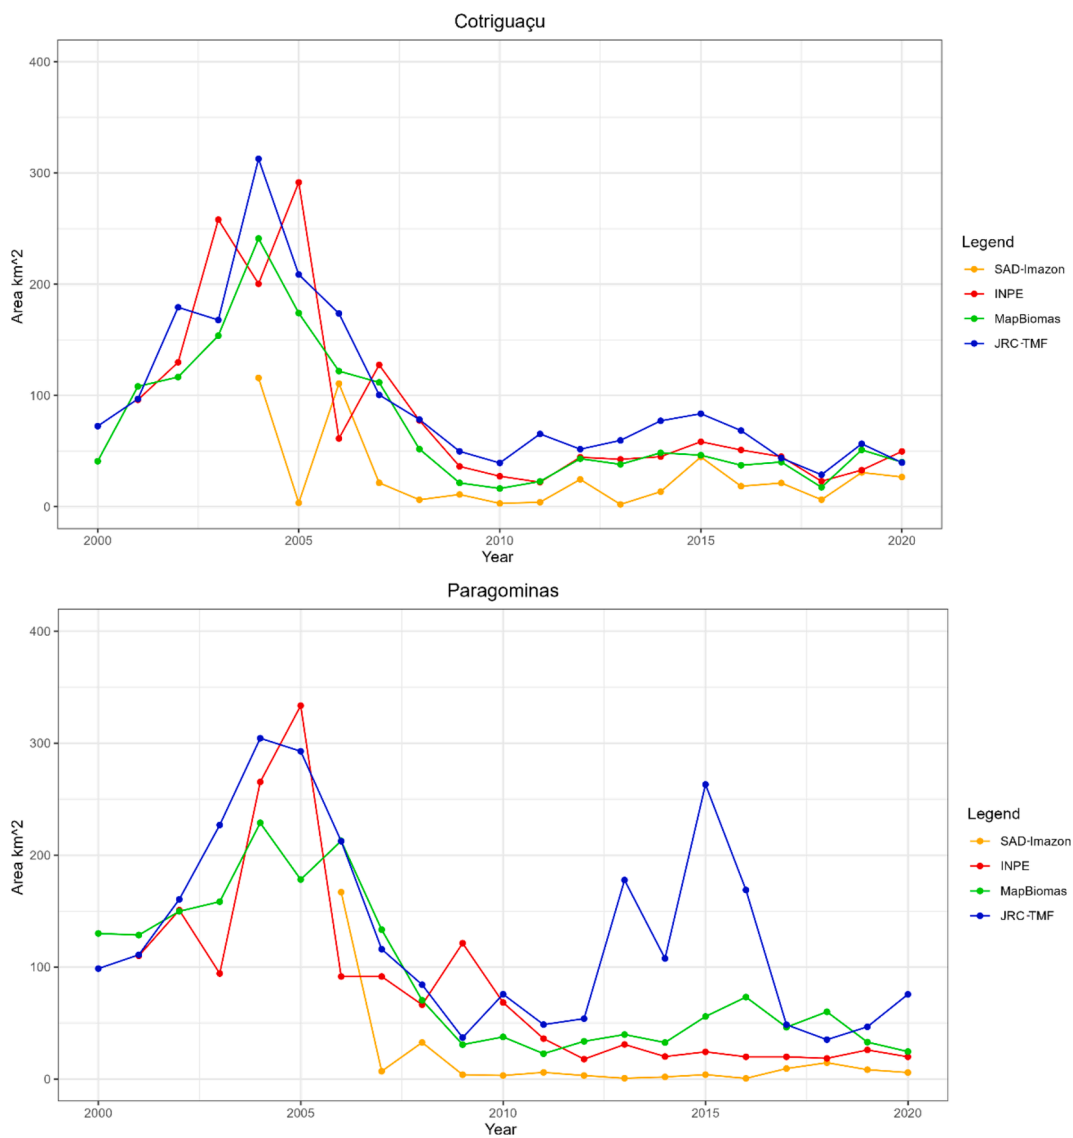 Cotriguaçu
400
300
200
100
0
Area km^2
2000
2005
2010
2015
2020
Year
Legend
SAD-Imazon
INPE
MapBiomas
JRC-TMF
Paragominas
400
300
200
100
0
Area km^2
2000
2005
2010
2015
2020
Year
Legend
SAD-Imazon
INPE
MapBiomas
JRC-TMF